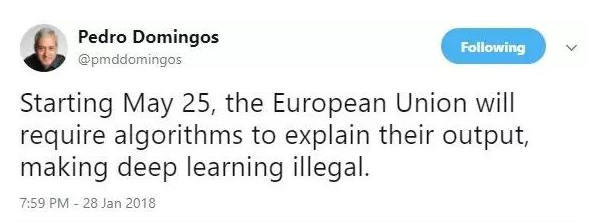 Pedro Domingos
@pmddomingos
Following
Starting May 25, the European Union will
require algorithms to explain their output,
making deep learning illegal.
7:59 PM - 28 Jan 2018